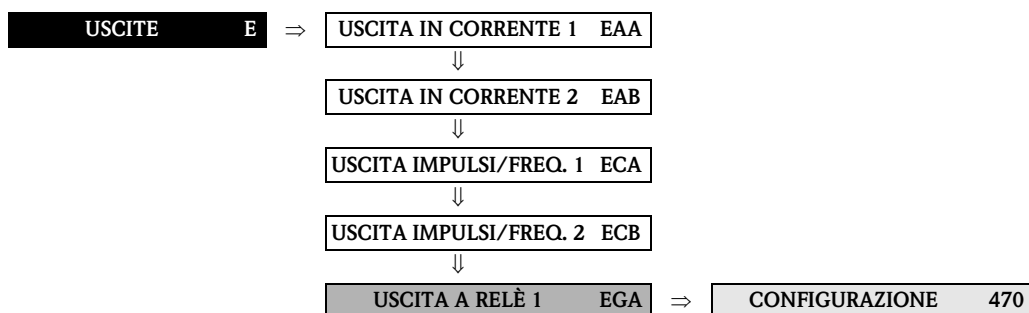 USCITE E ⇒ USCITA IN CORRENTE 1 EAA
⇓
USCITA IN CORRENTE 2 EAB
⇓
USCITA IMPULSI/FREQ. 1 ECA
⇓
USCITA IMPULSI/FREQ. 2 ECB
⇓
USCITA A RELÈ 1 EGA ⇒ CONFIGURAZIONE 470